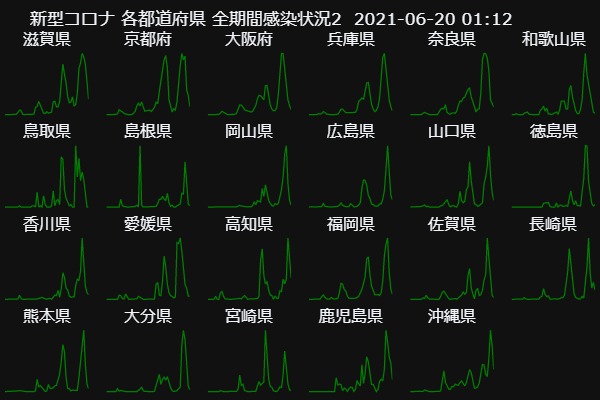 新型コロナ 各都道府県 全期間感染状況2 2021-06-20 01:12
滋賀県 京都府 大阪府 兵庫県 奈良県 和歌山県
鳥取県 島根県 岡山県 広島県 山口県 徳島県
香川県 愛媛県 高知県 福岡県 佐賀県 長崎県
熊本県 大分県 宮崎県 鹿児島県 沖縄県